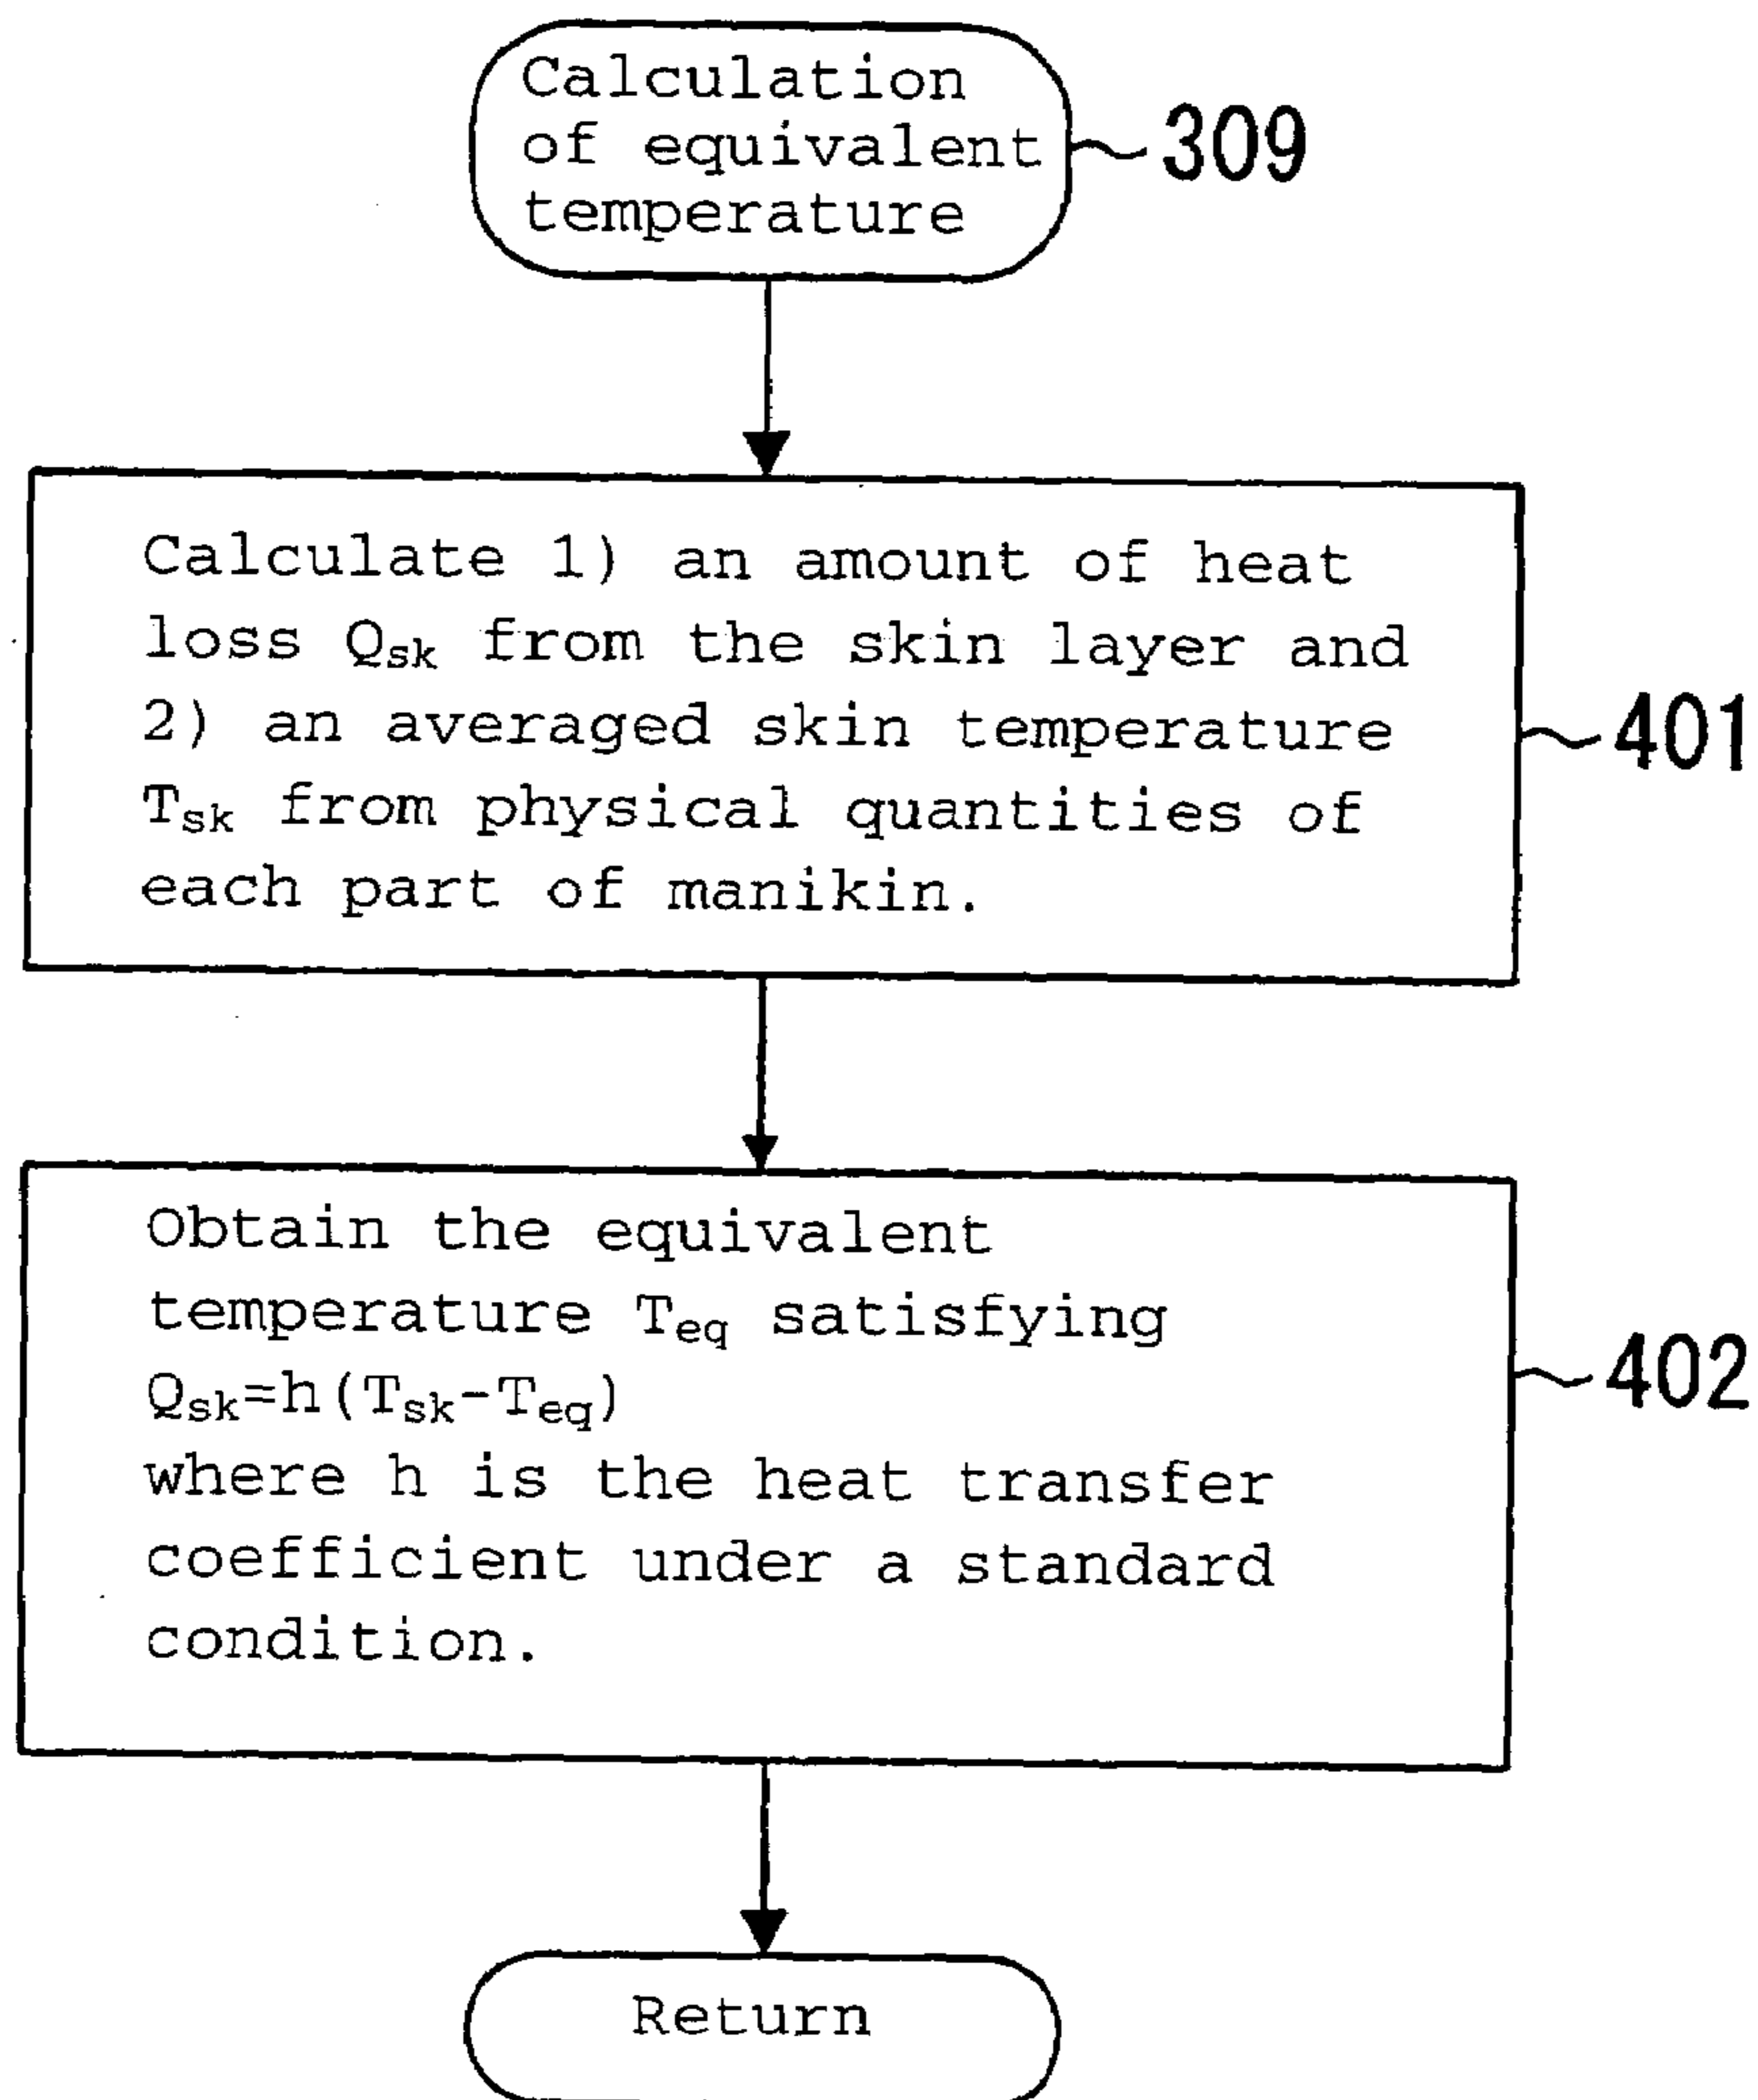 Calculation
of equivalent
temperature
309
Calculate 1) an amount of heat
loss Qsk from the skin layer and
2) an averaged skin temperature
Tsk from physical quantities of
each part of manikin.
401
Obtain the equivalent
temperature Teq satisfying
Qsk=h(Tsk-Teq)
where h is the heat transfer
coefficient under a standard
condition.
402
Return